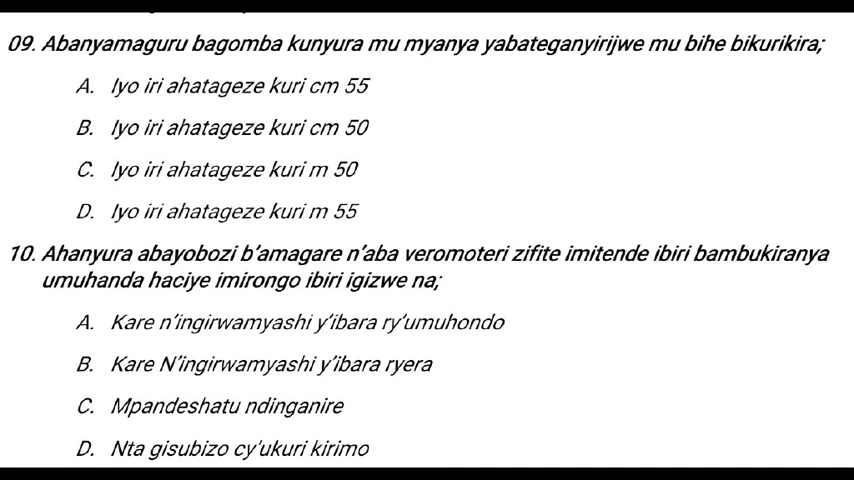 09. Abanyamaguru bagomba kunyura mu myanya yabateganyirijwe mu bihe bikurikira;
A. Iyo iri ahatageze kuri cm 55
B. Iyo iri ahatageze kuri cm 50
C. Iyo iri ahatageze kuri m 50
D. Iyo iri ahatageze kuri m 55
10. Ahanyura abayobozi b'amagare n'aba veromoteri zifite imitende ibiri bambukiranya
umuhanda haciye imirongo ibiri igizwe na;
A. Kare n'ingirwamyashi y'ibara ry'umuhondo
B. Kare N'ingirwamyashi y'ibara ryera
C. Mpandeshatu ndinganire
D. Nta gisubizo cy'ukuri kirimo